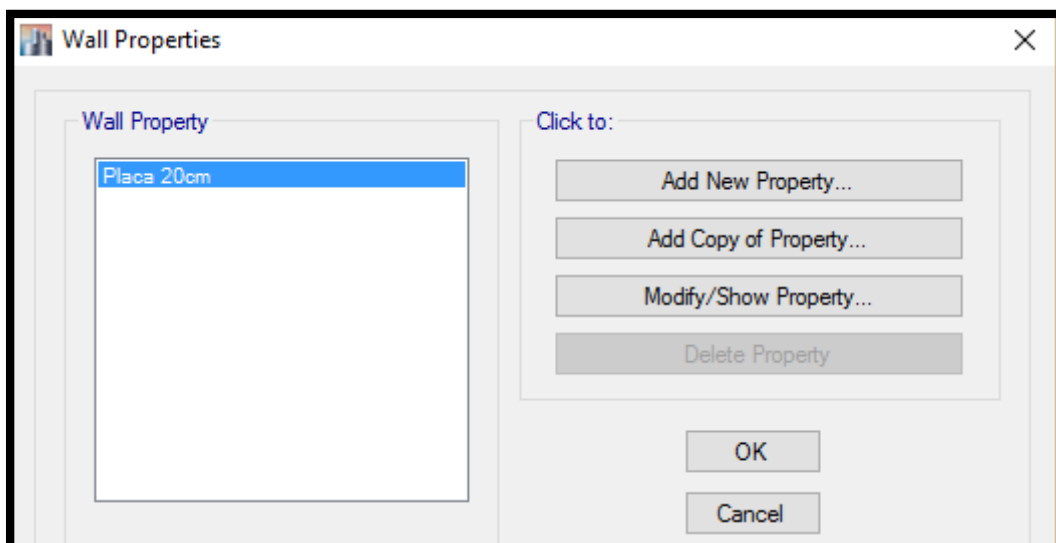 Wall Properties
Wall Property
Placa 20cm
Click to:
Add New Property...
Add Copy of Property...
Modify/Show Property...
Delete Property
OK
Cancel